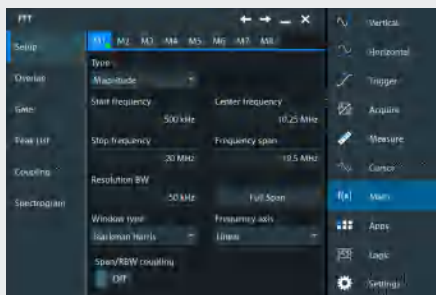 FFT
Setup
Overlay
Gate
Peak List
Coupling
Spectrogram
M1 M2 M3 M4 M5 M6 M7 M8
Type
Magnitude
Start frequency
500 kHz
Center frequency
10.25 MHz
Stop frequency
20 MHz
Frequency span
19.5 MHz
Resolution BW
50 kHz
Full Span
Window type
Blackman Harris
Frequency axis
Linear
Span/RBW coupling
Off
Vertical
Horizontal
Trigger
Acquire
Measure
Cursor
f(x) Math
Apps
Logic
Settings